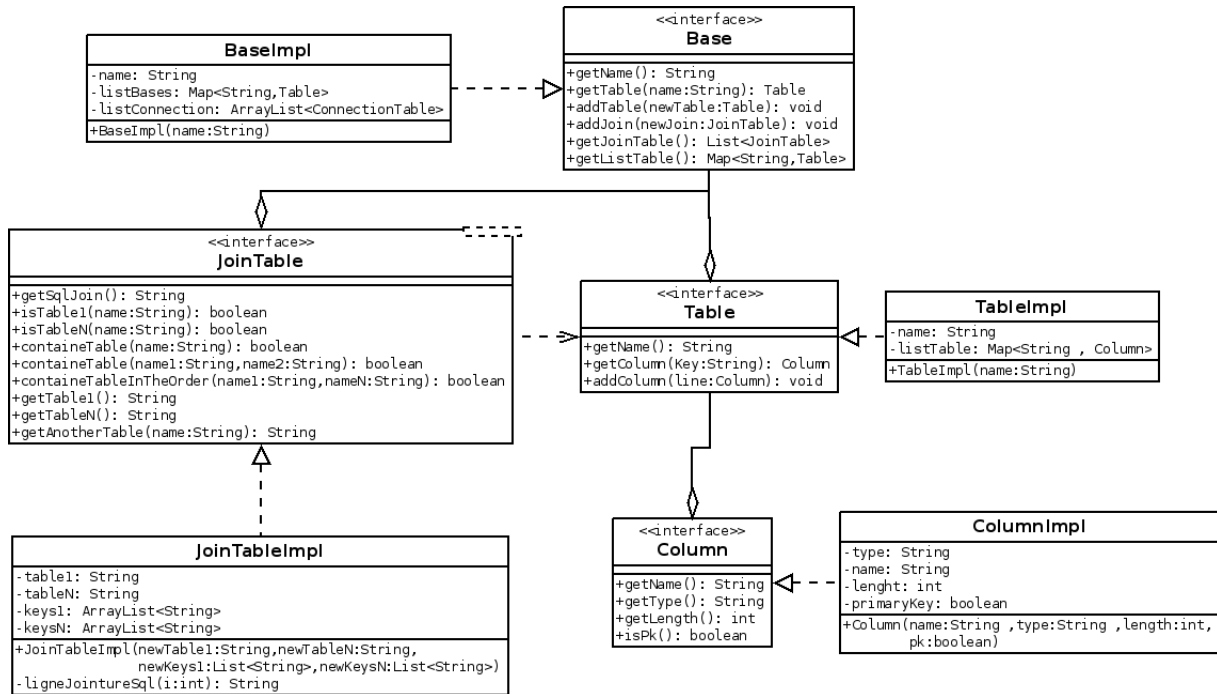 BaseImpl
-name: String
-listBases: Map<String,Table>
-listConnection: ArrayList<ConnectionTable>
+BaseImpl(name:String)
<<interface>>
Base
+getName(): String
+getTable(name:String): Table
+addTable(newTable:Table): void
+addJoin(newJoin:JoinTable): void
+getJoinTable(): List<JoinTable>
+getListTable(): Map<String,Table>
<<interface>>
JoinTable
+getSqlJoin(): String
+isTable1(name:String): boolean
+isTableN(name:String): boolean
+containeTable(name:String): boolean
+containeTable(name1:String,name2:String): boolean
+containeTableInTheOrder(name1:String,nameN:String): boolean
+getTable1(): String
+getTableN(): String
+getAnotherTable(name:String): String
<<interface>>
Table
+getName(): String
+getColumn(Key:String): Column
+addColumn(line:Column): void
TableImpl
-name: String
-listTable: Map<String , Column>
+TableImpl(name:String)
JoinTableImpl
-table1: String
-tableN: String
-keys1: ArrayList<String>
-keysN: ArrayList<String>
+JoinTableImpl(newTable1:String,newTableN:String,
newKeys1:List<String>,newKeysN:List<String>)
-ligneJointureSql(i:int): String
<<interface>>
Column
+getName(): String
+getType(): String
+getLength(): int
+isPk(): boolean
ColumnImpl
-type: String
-name: String
-lenght: int
-primaryKey: boolean
+Column(name:String ,type:String ,length:int,
pk:boolean)